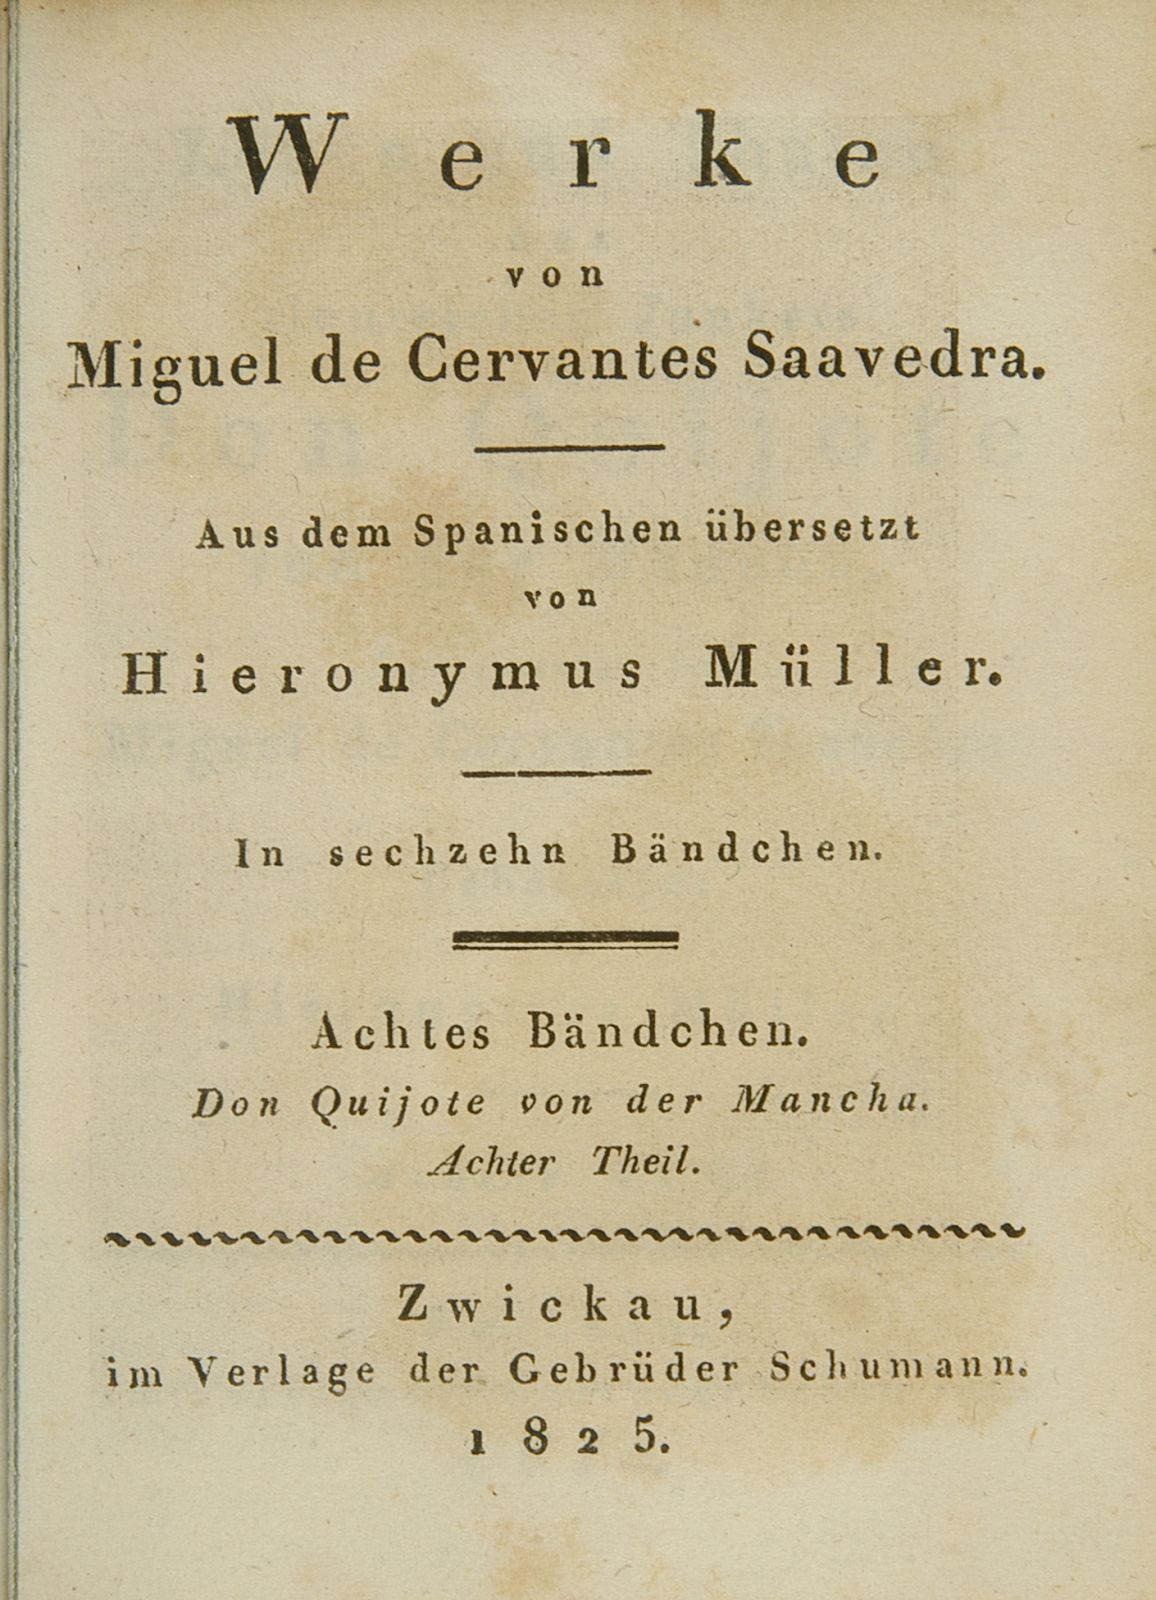 Werke
von
Miguel de Cervantes Saavedra.
Aus dem Spanischen übersetzt
von
Hieronymus Müller.
In sechzehn Bändchen.
Achtes Bändchen.
Don Quijote von der Mancha.
Achter Theil.
Zwickau,
im Verlage der Gebrüder Schumann.
1825.